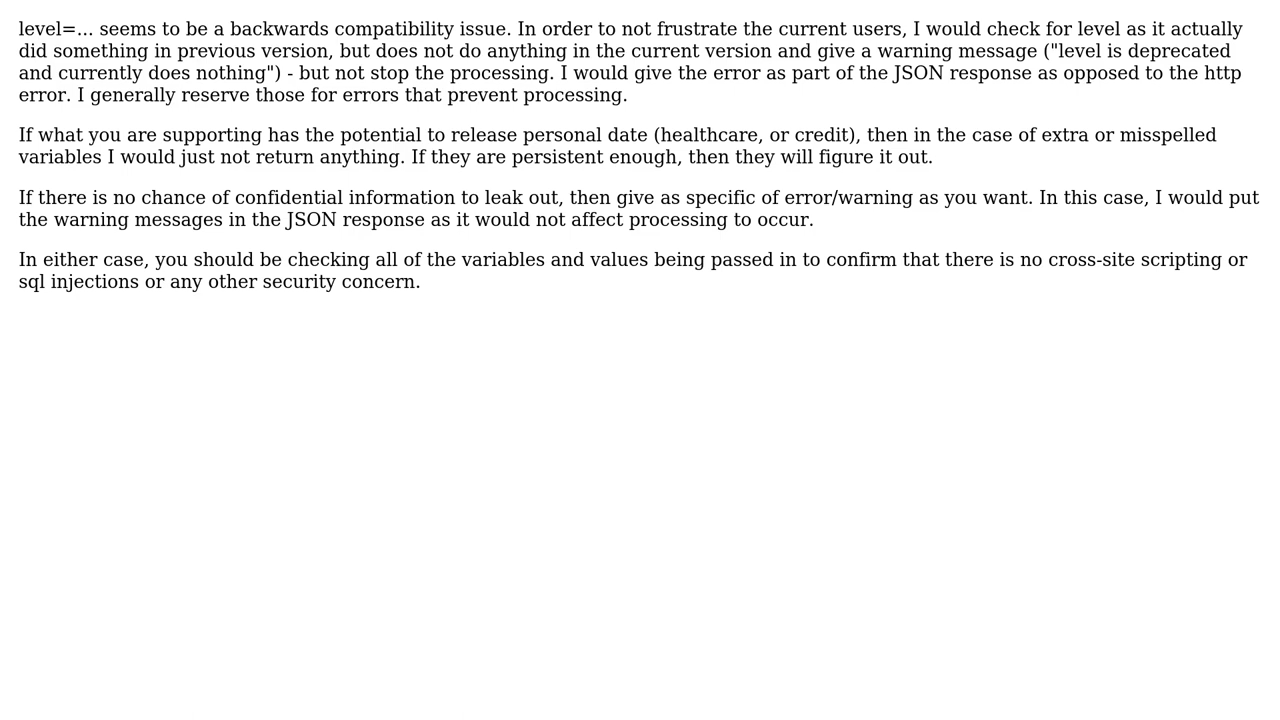 level=... seems to be a backwards compatibility issue. In order to not frustrate the current users, I would check for level as it actually
did something in previous version, but does not do anything in the current version and give a warning message ("level is deprecated
and currently does nothing") - but not stop the processing. I would give the error as part of the JSON response as opposed to the http
error. I generally reserve those for errors that prevent processing.
If what you are supporting has the potential to release personal date (healthcare, or credit), then in the case of extra or misspelled
variables I would just not return anything. If they are persistent enough, then they will figure it out.
If there is no chance of confidential information to leak out, then give as specific of error/warning as you want. In this case, I would put
the warning messages in the JSON response as it would not affect processing to occur.
In either case, you should be checking all of the variables and values being passed in to confirm that there is no cross-site scripting or
sql injections or any other security concern.